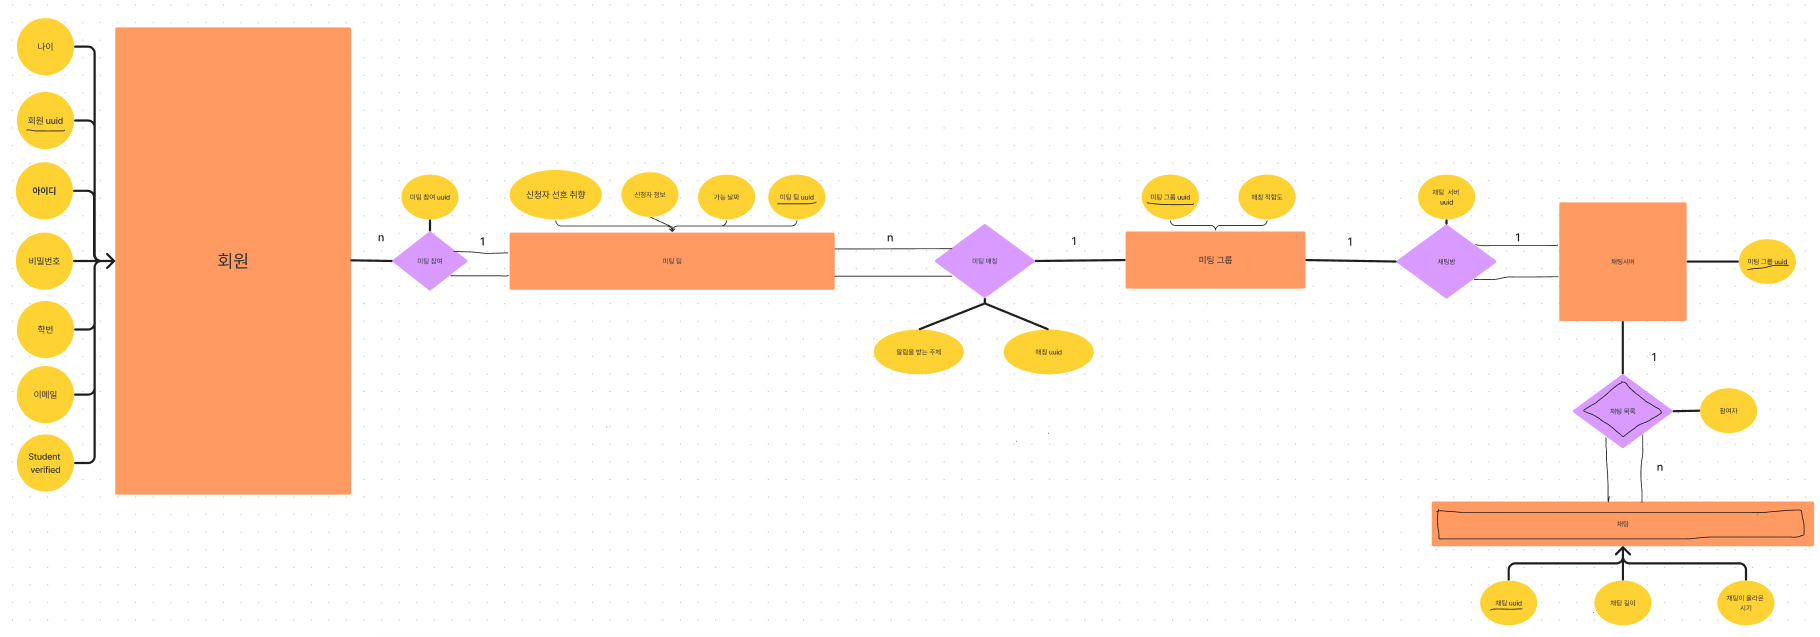 나이
회원 uuid
아이디
비밀번호
학번
이메일
Student
verified
회원
n
미팅 참여 uuid
미팅 참여
1
신청자 선호 취향
신청자 정보
가능 날짜
미팅 팀 uuid
미팅 팀
n
미팅 매칭
알림을 받는 주체
매칭 uuid
1
미팅 그룹 uuid
매칭 적합도
미팅 그룹
1
채팅 서버
uuid
채팅방
1
채팅서버
미팅 그룹 uuid
1
채팅 목록
참여자
n
채팅
채팅 uuid
채팅 길이
채팅이 올라온
시기